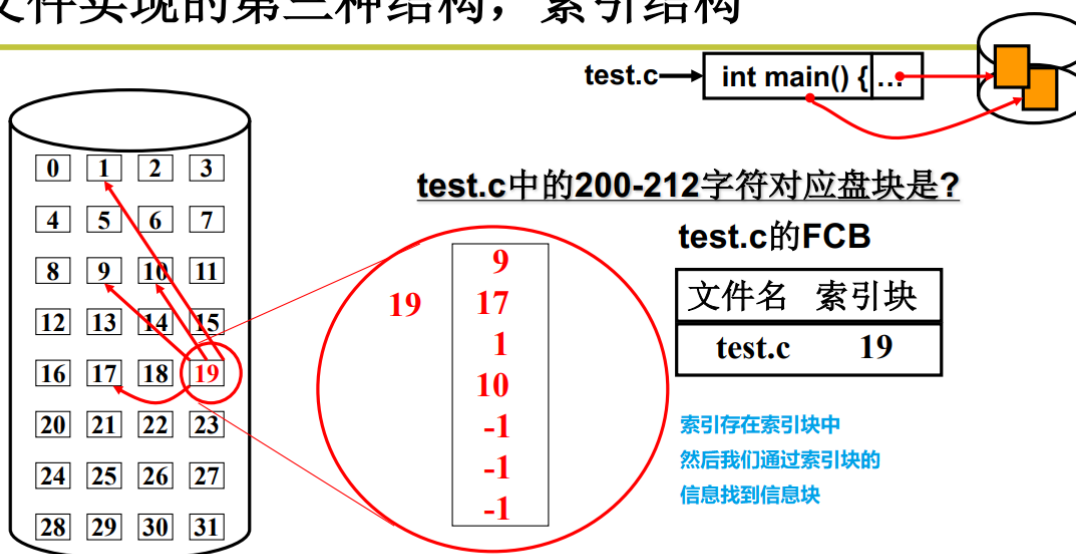 文件实现的第三种结构，索引结构
test.c
int main() {
...
0 1 2 3
4 5 6 7
8 9 10 11
12 13 14 15
16 17 18 19
20 21 22 23
24 25 26 27
28 29 30 31
test.c中的200-212字符对应盘块是?
19
9
17
1
10
-1
-1
-1
test.c的FCB
文件名 索引块
test.c 19
索引存在索引块中
然后我们通过索引块的
信息找到信息块